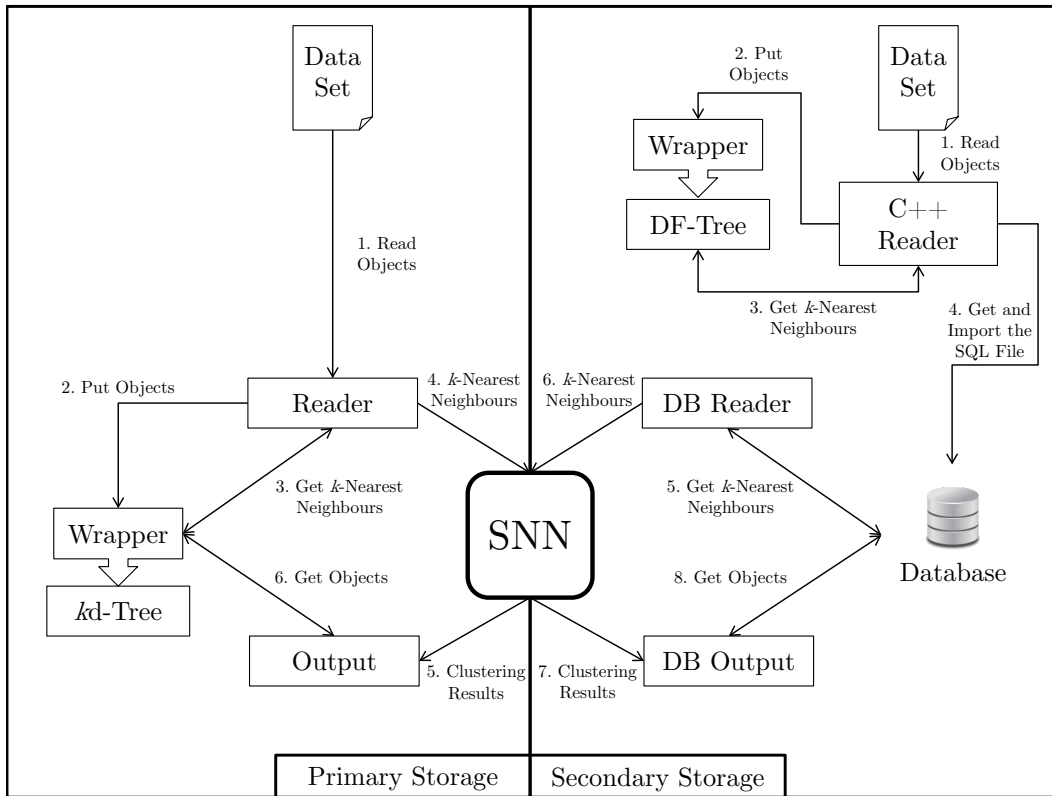 Data
Set
1. Read
Objects
2. Put Objects
Reader
4. k-Nearest
Neighbours
3. Get k-Nearest
Neighbours
Wrapper
kd-Tree
6. Get Objects
Output
5. Clustering
Results
Primary Storage
SNN
Data
Set
2. Put
Objects
1. Read
Objects
Wrapper
DF-Tree
C++
Reader
3. Get k-Nearest
Neighbours
4. Get and
Import the
SQL File
6. k-Nearest
Neighbours
DB Reader
5. Get k-Nearest
Neighbours
Database
8. Get Objects
DB Output
7. Clustering
Results
Secondary Storage